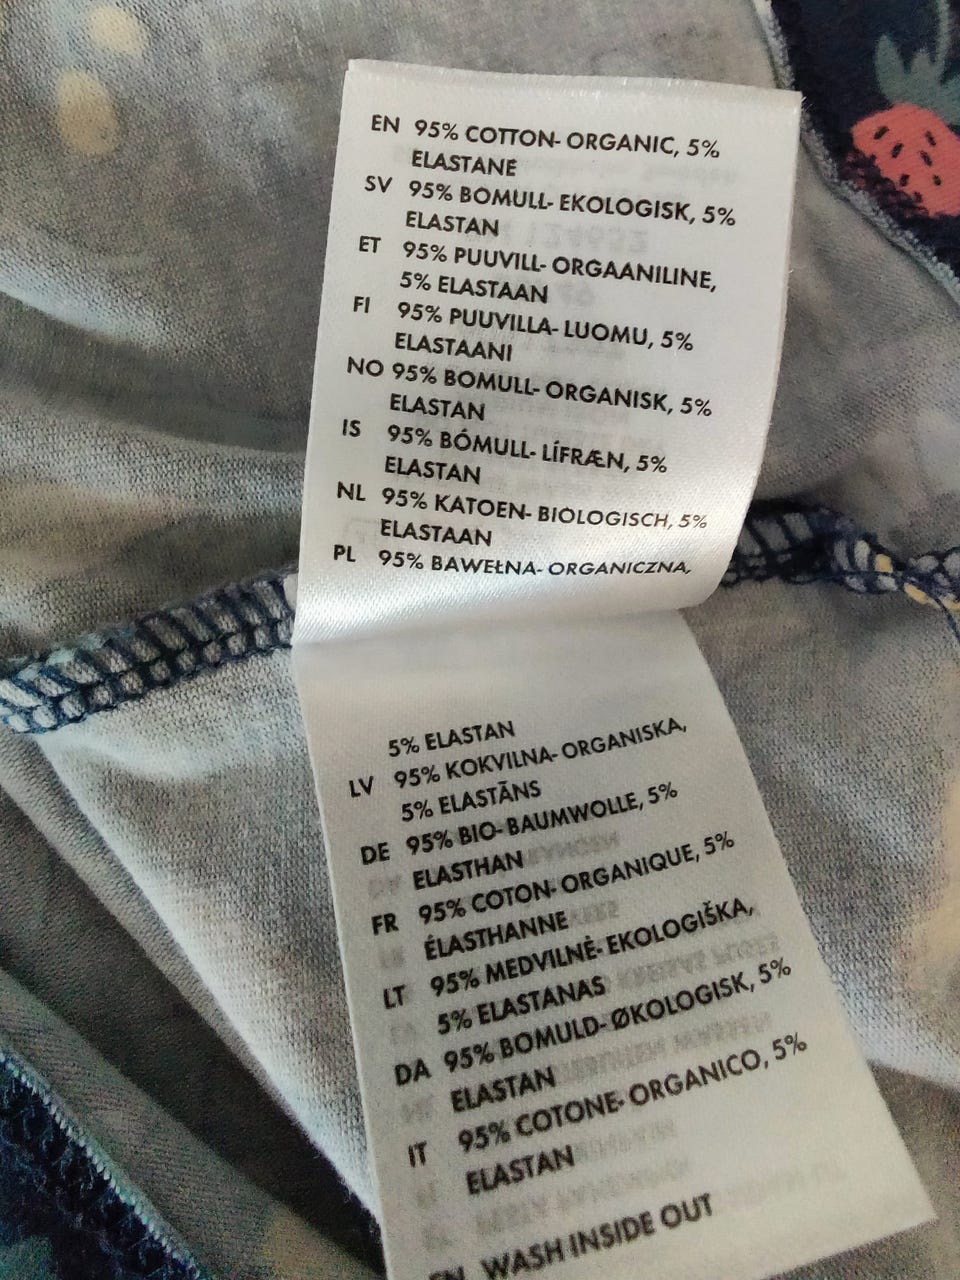 EN 95% COTTON- ORGANIC, 5%
ELASTANE
SV 95% BOMULL- EKOLOGISK, 5%
ELASTAN
ET 95% PUUVILL- ORGAANILINE,
5% ELASTAAN
FI 95% PUUVILLA- LUOMU, 5%
ELASTAANI
NO 95% BOMULL- ORGANISK, 5%
ELASTAN
IS 95% BÓMULL- LÍFRÆN, 5%
ELASTAN
NL 95% KATOEN- BIOLOGISCH, 5%
ELASTAAN
PL 95% BAWEŁNA- ORGANICZNA,
5% ELASTAN
LV 95% KOKVILNA- ORGANISKA,
5% ELASTĀNS
DE 95% BIO- BAUMWOLLE, 5%
ELASTHAN
FR 95% COTON- ORGANIQUE, 5%
ÉLASTHANNE
LT 95% MEDVILNĖ- EKOLOGIŠKA,
5% ELASTANAS
DA 95% BOMULD- ØKOLOGISK, 5%
ELASTAN
IT 95% COTONE- ORGANICO, 5%
ELASTAN
EN WASH INSIDE OUT